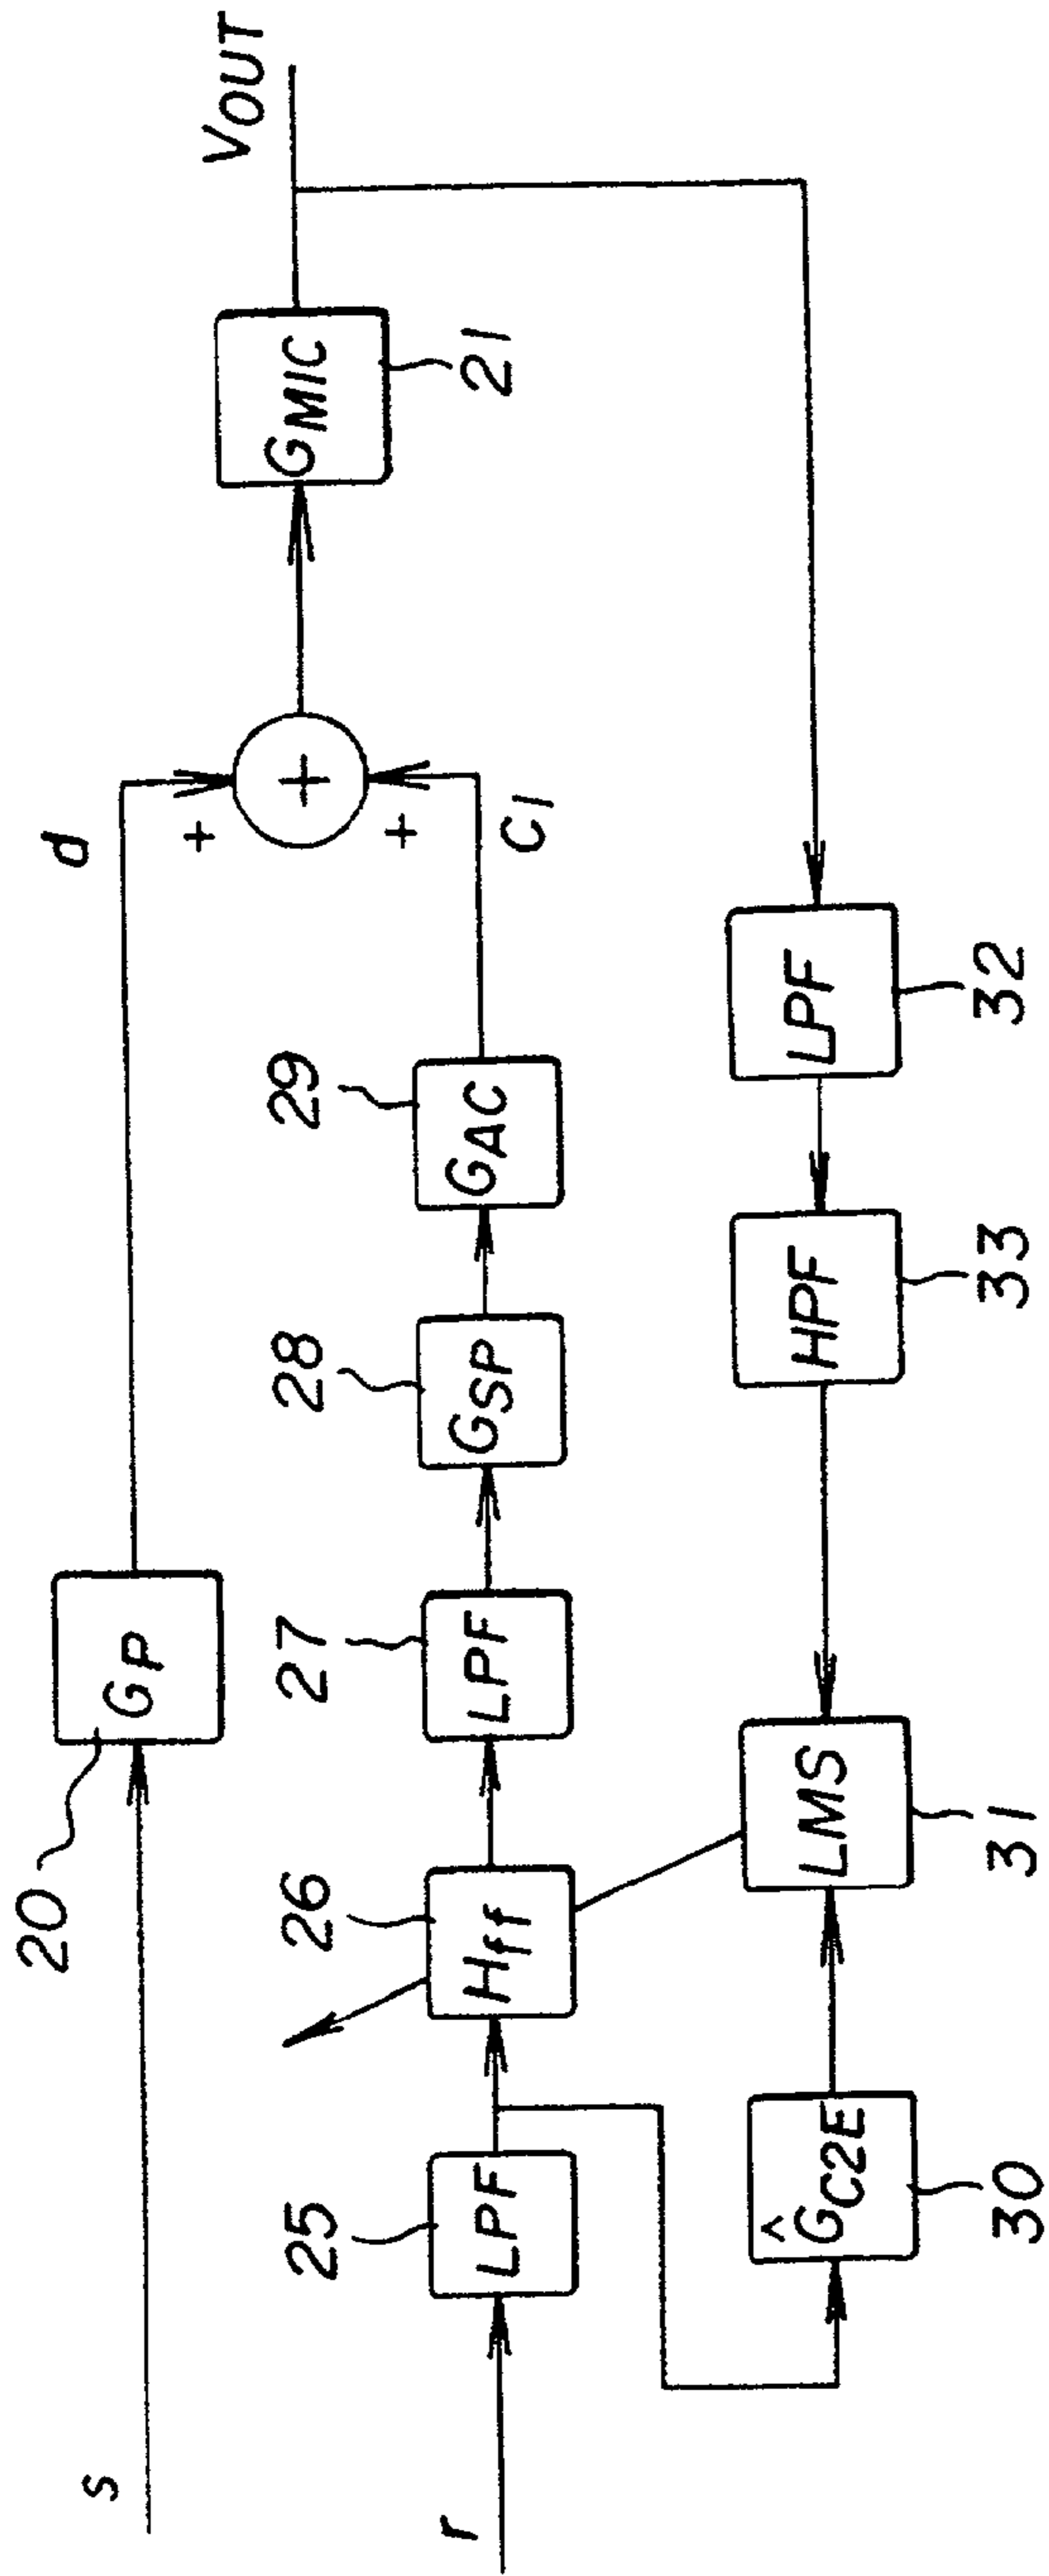 s
20
GP
d
+
+
+
C1
GMIC
21
VOUT
r
25
LPF
26
Hff
27
LPF
28
GSP
29
GAC
ĜC2E
30
LMS
31
HPF
33
LPF
32